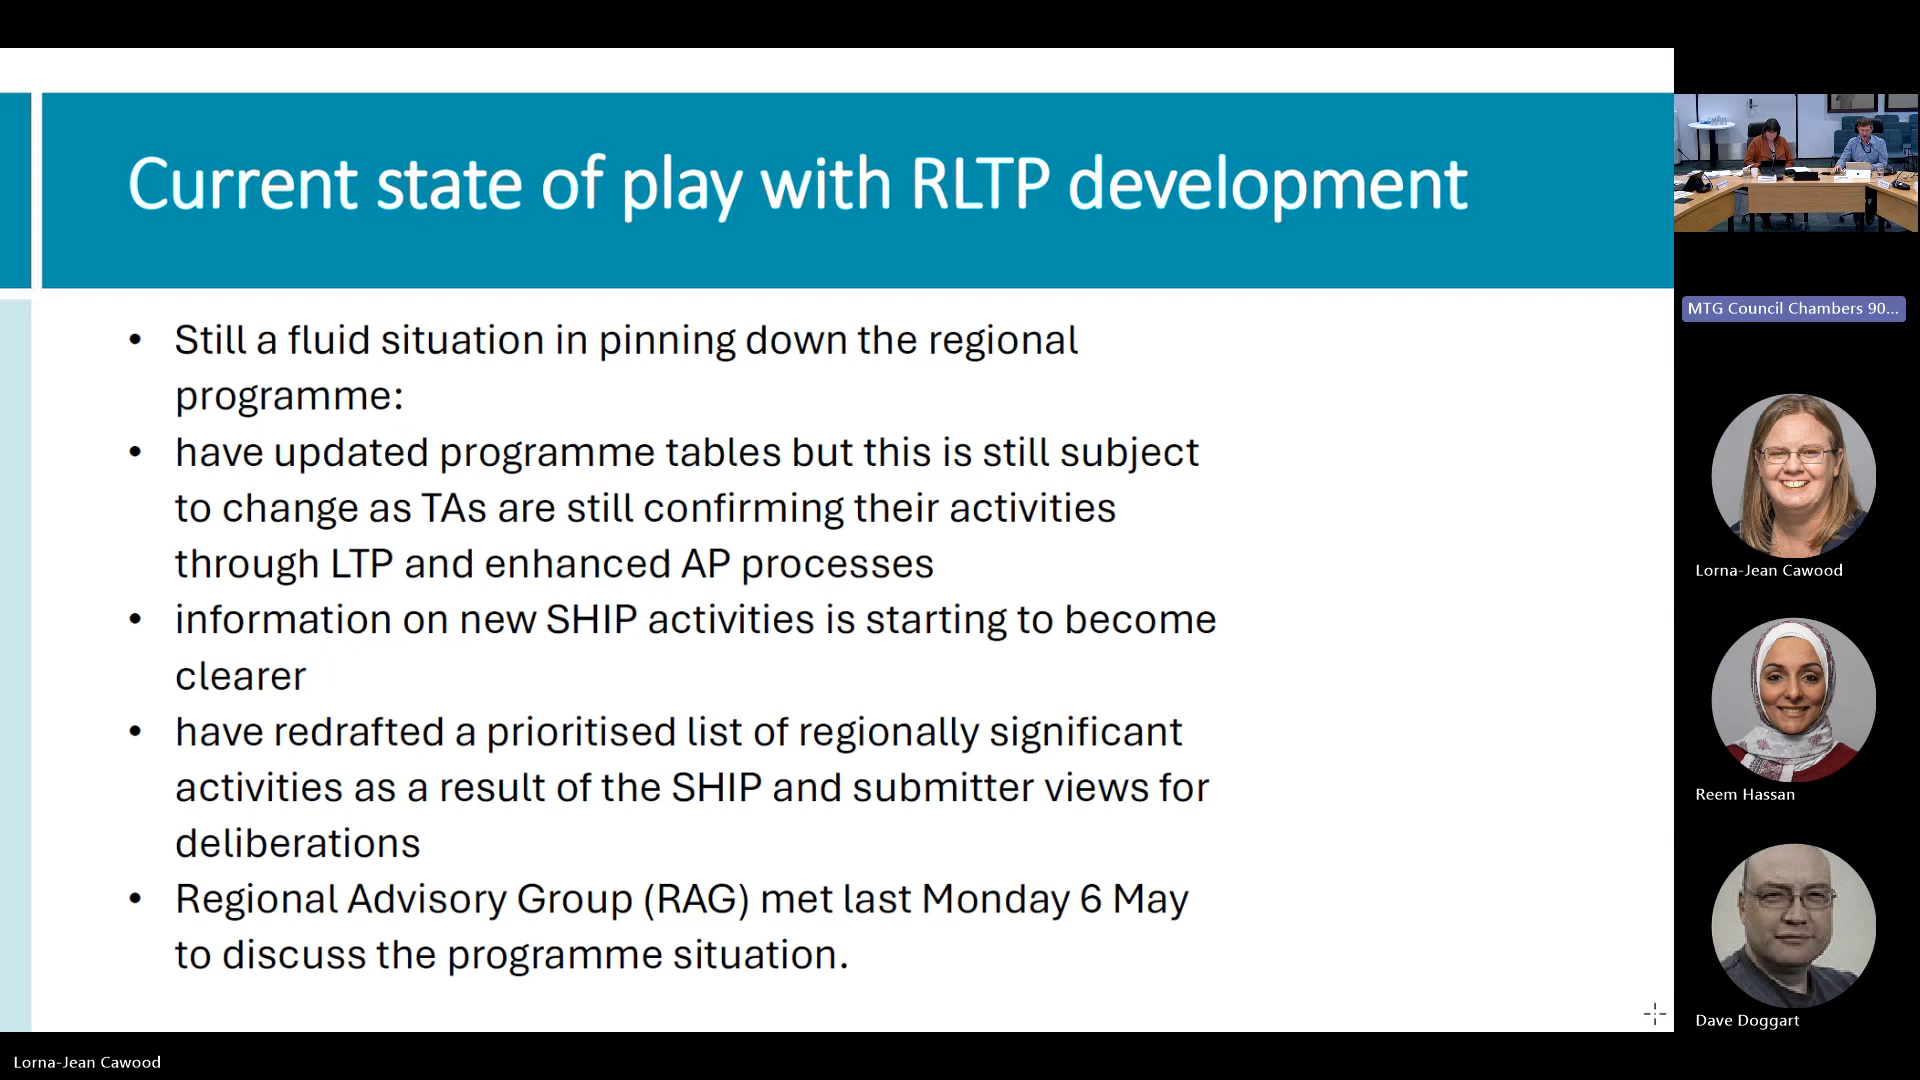 Current state of play with RLTP development
• Still a fluid situation in pinning down the regional
programme:
• have updated programme tables but this is still subject
to change as TAs are still confirming their activities
through LTP and enhanced AP processes
• information on new SHIP activities is starting to become
clearer
• have redrafted a prioritised list of regionally significant
activities as a result of the SHIP and submitter views for
deliberations
• Regional Advisory Group (RAG) met last Monday 6 May
to discuss the programme situation.
MTG Council Chambers 90...
Lorna-Jean Cawood
Reem Hassan
Dave Doggart
Lorna-Jean Cawood